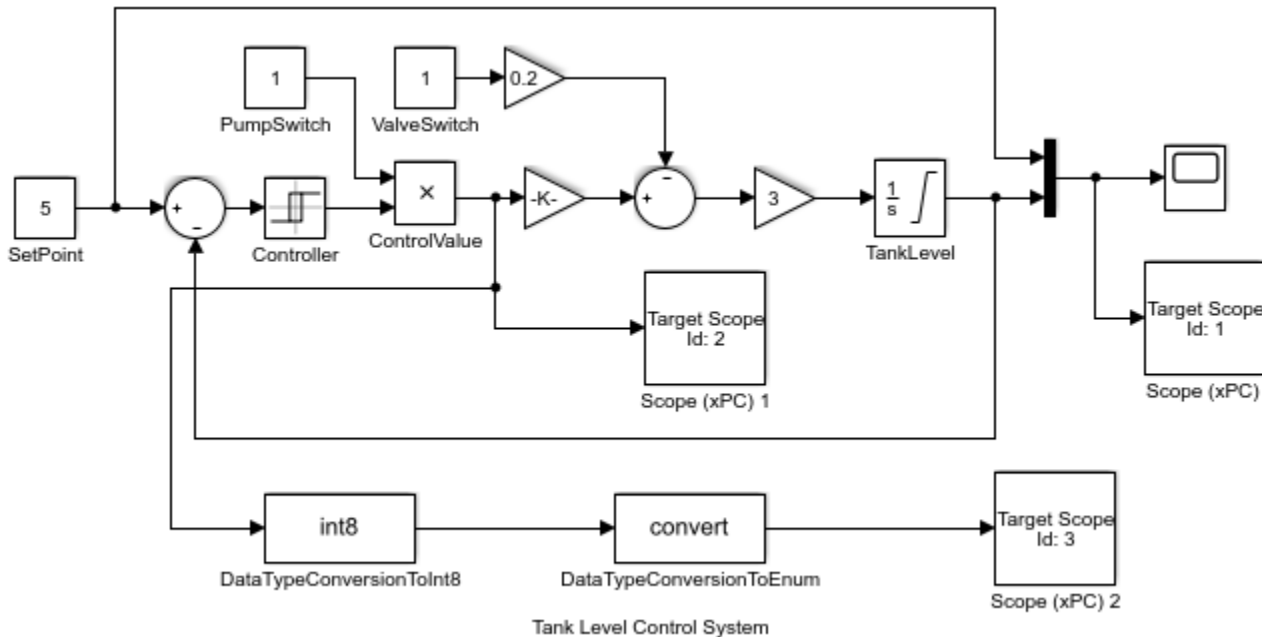 1
PumpSwitch
1
ValveSwitch
0.2
5
SetPoint
+
-
Controller
×
ControlValue
-K-
+
-
3
1
s
TankLevel
Target Scope
Id: 2
Scope (xPC) 1
Target Scope
Id: 1
Scope (xPC)
int8
DataTypeConversionToInt8
convert
DataTypeConversionToEnum
Target Scope
Id: 3
Scope (xPC) 2
Tank Level Control System